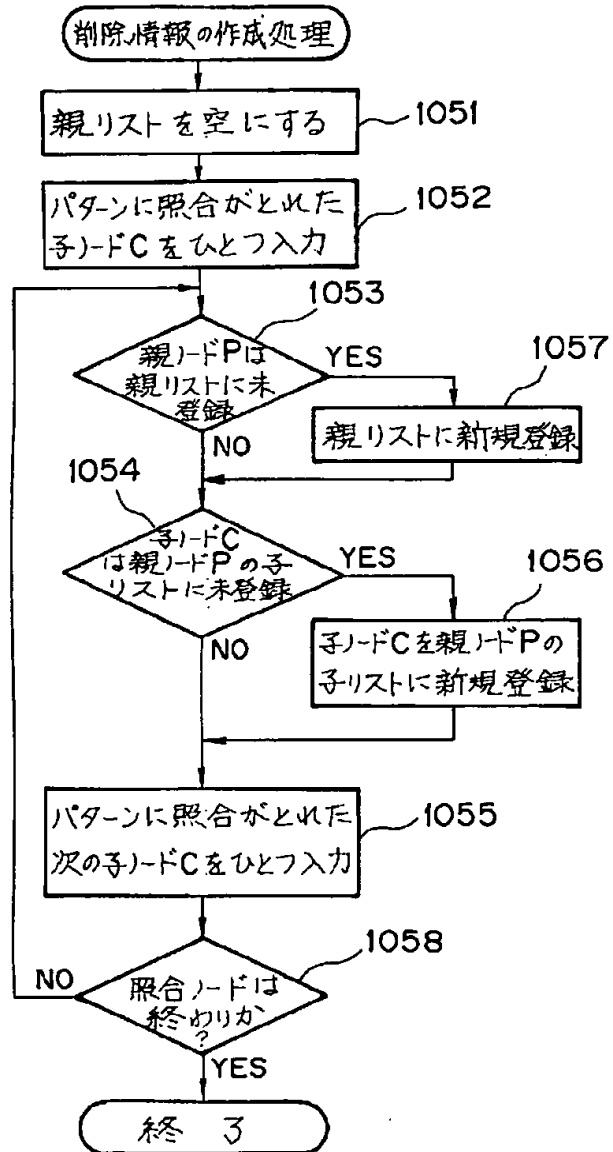 削除情報の作成処理
親リストを空にする
1051
パターンに照合がとれた
子ノードCをひとつ入力
1052
1053
親ノードPは
親リストに未
登録
YES
NO
1057
親リストに新規登録
1054
子ノードC
は親ノードPの子
リストに未登録
YES
NO
1056
子ノードCを親ノードPの
子リストに新規登録
パターンに照合がとれた
次の子ノードCをひとつ入力
1055
1058
照合ノードは
終わりか
?
NO
YES
終 了